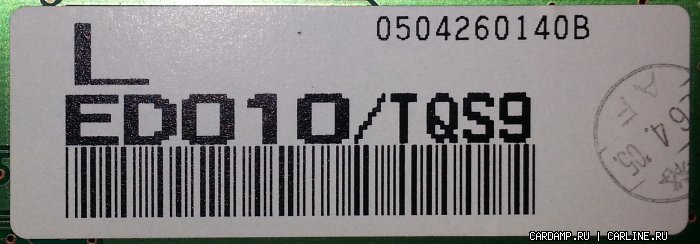 0504260140B
L
ED010/TQS9
CARDAMP.RU | CARLINE.RU